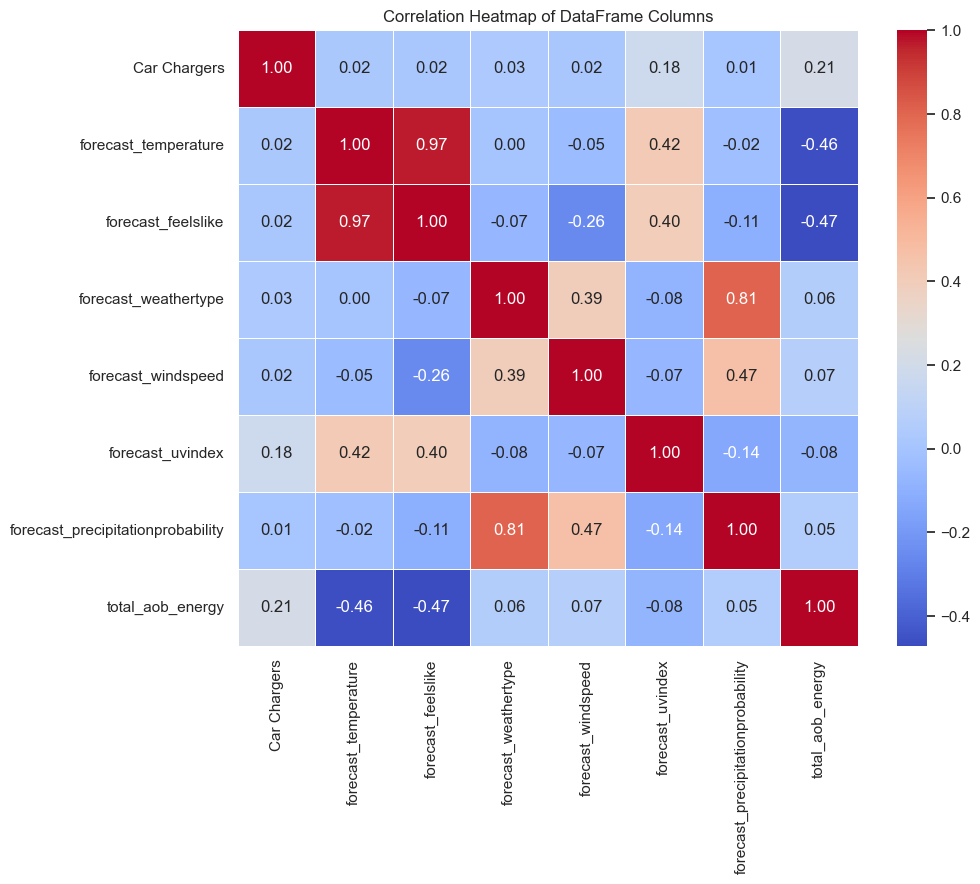 Correlation Heatmap of DataFrame Columns
Car Chargers 1.00 0.02 0.02 0.03 0.02 0.18 0.01 0.21
forecast_temperature 0.02 1.00 0.97 0.00 -0.05 0.42 -0.02 -0.46
forecast_feelslike 0.02 0.97 1.00 -0.07 -0.26 0.40 -0.11 -0.47
forecast_weathertype 0.03 0.00 -0.07 1.00 0.39 -0.08 0.81 0.06
forecast_windspeed 0.02 -0.05 -0.26 0.39 1.00 -0.07 0.47 0.07
forecast_uvindex 0.18 0.42 0.40 -0.08 -0.07 1.00 -0.14 -0.08
forecast_precipitationprobability 0.01 -0.02 -0.11 0.81 0.47 -0.14 1.00 0.05
total_aob_energy 0.21 -0.46 -0.47 0.06 0.07 -0.08 0.05 1.00
Car Chargers
forecast_temperature
forecast_feelslike
forecast_weathertype
forecast_windspeed
forecast_uvindex
forecast_precipitationprobability
total_aob_energy
1.0
0.8
0.6
0.4
0.2
0.0
−0.2
−0.4